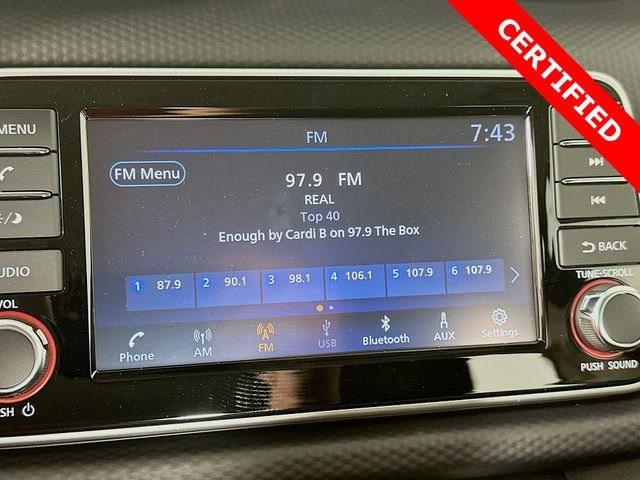 CERTIFIED
MENU
FM
7:43
FM Menu
97.9 FM
REAL
Top 40
Enough by Cardi B on 97.9 The Box
1 87.9 2 90.1 3 98.1 4 106.1 5 107.9 6 107.9
Phone AM FM USB Bluetooth AUX Settings
UDIO
VOL
SH
BACK
TUNE·SCROLL
PUSH SOUND